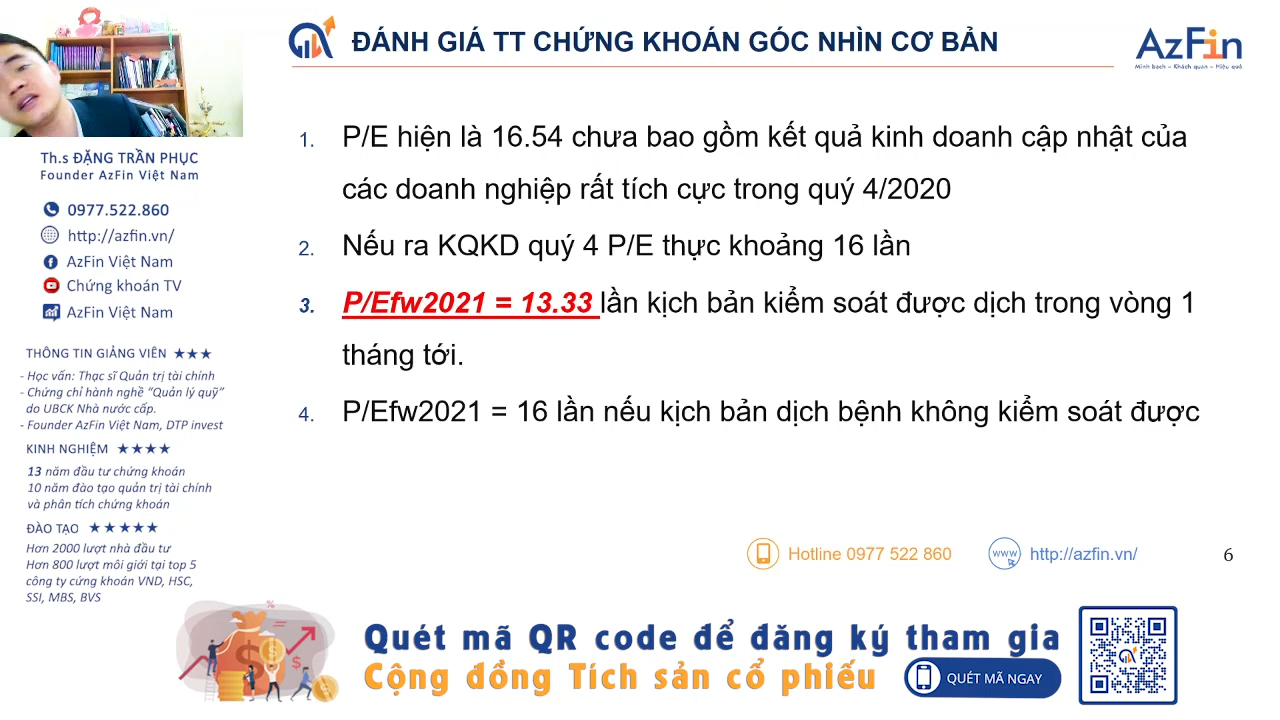 ĐÁNH GIÁ TT CHỨNG KHOÁN GÓC NHÌN CƠ BẢN
AzFin
Minh bạch – Khách quan – Hiệu quả
Th.s ĐẶNG TRẦN PHỤC
Founder AzFin Việt Nam
0977.522.860
http://azfin.vn/
AzFin Việt Nam
Chứng khoán TV
AzFin Việt Nam
THÔNG TIN GIẢNG VIÊN ★★★
- Học vấn: Thạc sĩ Quản trị tài chính
- Chứng chỉ hành nghề “Quản lý quỹ”
do UBCK Nhà nước cấp.
- Founder AzFin Việt Nam, DTP invest
KINH NGHIỆM ★★★★
13 năm đầu tư chứng khoán
10 năm đào tạo quản trị tài chính
và phân tích chứng khoán
ĐÀO TẠO ★★★★★
Hơn 2000 lượt nhà đầu tư
Hơn 800 lượt môi giới tại top 5
công ty cứng khoán VND, HSC,
SSI, MBS, BVS
1. P/E hiện là 16.54 chưa bao gồm kết quả kinh doanh cập nhật của
các doanh nghiệp rất tích cực trong quý 4/2020
2. Nếu ra KQKD quý 4 P/E thực khoảng 16 lần
3. P/Efw2021 = 13.33 lần kịch bản kiểm soát được dịch trong vòng 1
tháng tới.
4. P/Efw2021 = 16 lần nếu kịch bản dịch bệnh không kiểm soát được
Hotline 0977 522 860
www
http://azfin.vn/
6
Quét mã QR code để đăng ký tham gia
Cộng đồng Tích sản cổ phiếu
QUÉT MÃ NGAY